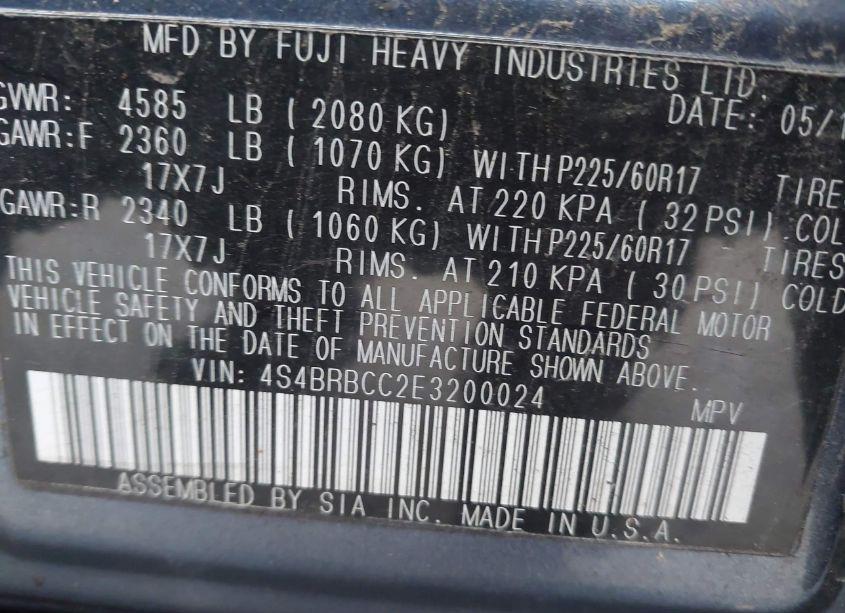 MFD BY FUJI HEAVY INDUSTRIES LTD.
GVWR: 4585 LB ( 2080 KG) DATE: 05/1
GAWR:F 2360 LB ( 1070 KG) WITH P225/60R17 TIRES
17X7J RIMS. AT 220 KPA ( 32 PSI) COLD
GAWR:R 2340 LB ( 1060 KG) WITH P225/60R17 TIRES
17X7J RIMS. AT 210 KPA ( 30 PSI) COLD
THIS VEHICLE CONFORMS TO ALL APPLICABLE FEDERAL MOTOR
VEHICLE SAFETY AND THEFT PREVENTION STANDARDS
IN EFFECT ON THE DATE OF MANUFACTURE SHOWN ABOVE.
VIN: 4S4BRBCC2E3200024 MPV
ASSEMBLED BY SIA INC. MADE IN U.S.A.